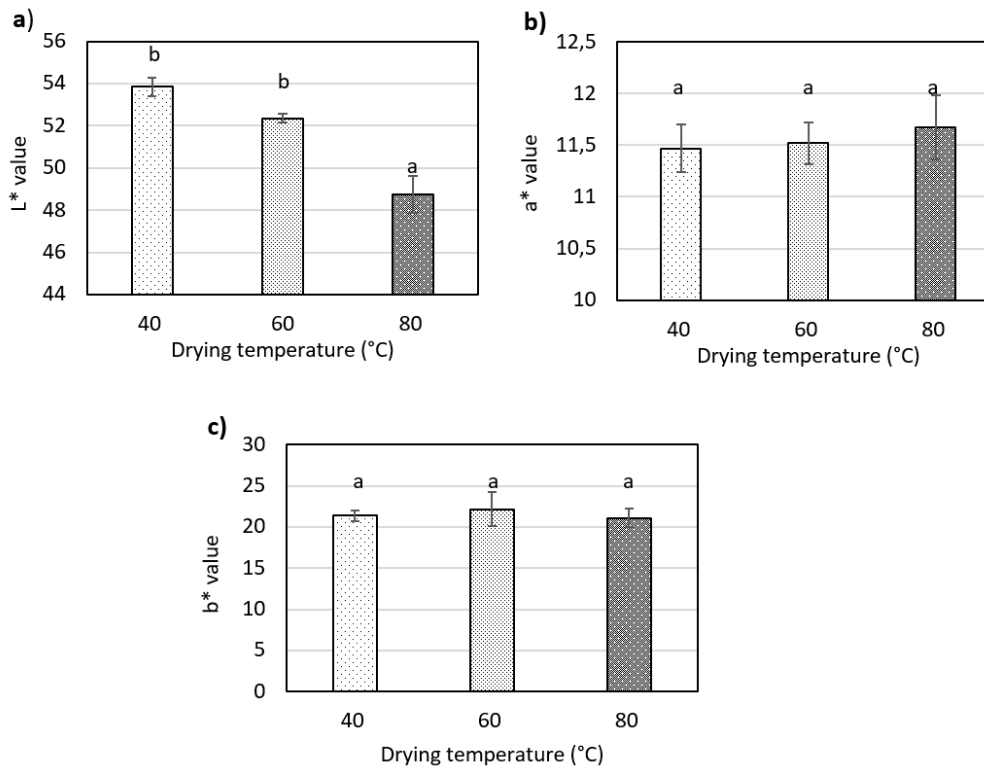 a)
56
54
52
50
48
46
44
L* value
b
b
a
40 60 80
Drying temperature (°C)
b)
12,5
12
11,5
11
10,5
10
a* value
a
a
a
40 60 80
Drying temperature (°C)
c)
30
25
20
15
10
5
0
b* value
a
a
a
40 60 80
Drying temperature (°C)